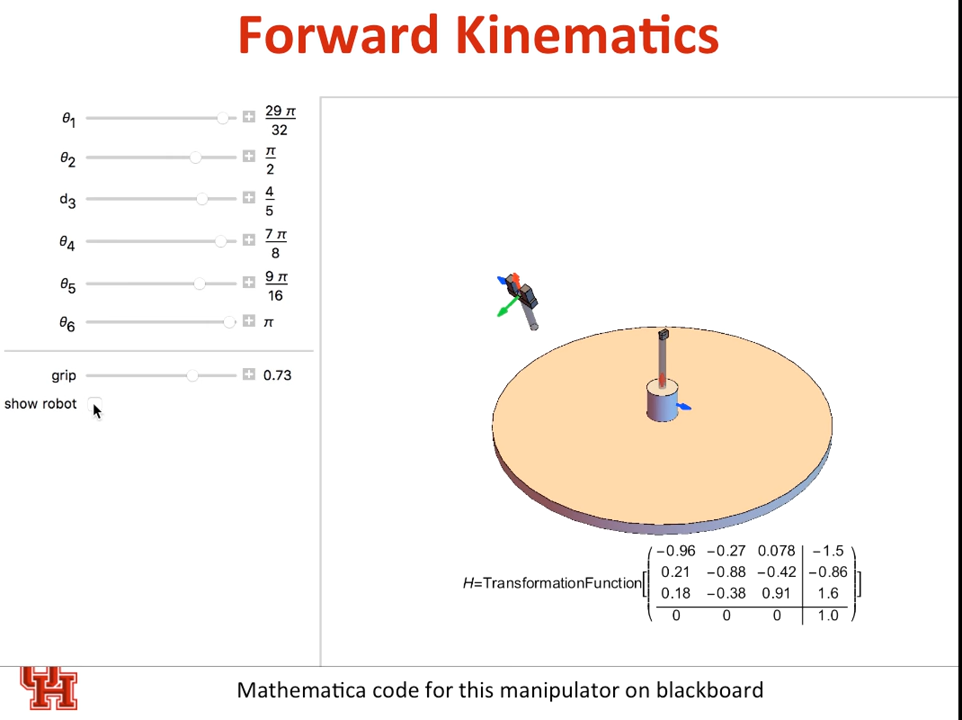 Forward Kinematics
θ1 29 π/32
θ2 π/2
d3 4/5
θ4 7 π/8
θ5 9 π/16
θ6 π
grip 0.73
show robot
H=TransformationFunction[
−0.96 −0.27 0.078 −1.5
0.21 −0.88 −0.42 −0.86
0.18 −0.38 0.91 1.6
0 0 0 1.0
]
UH
Mathematica code for this manipulator on blackboard